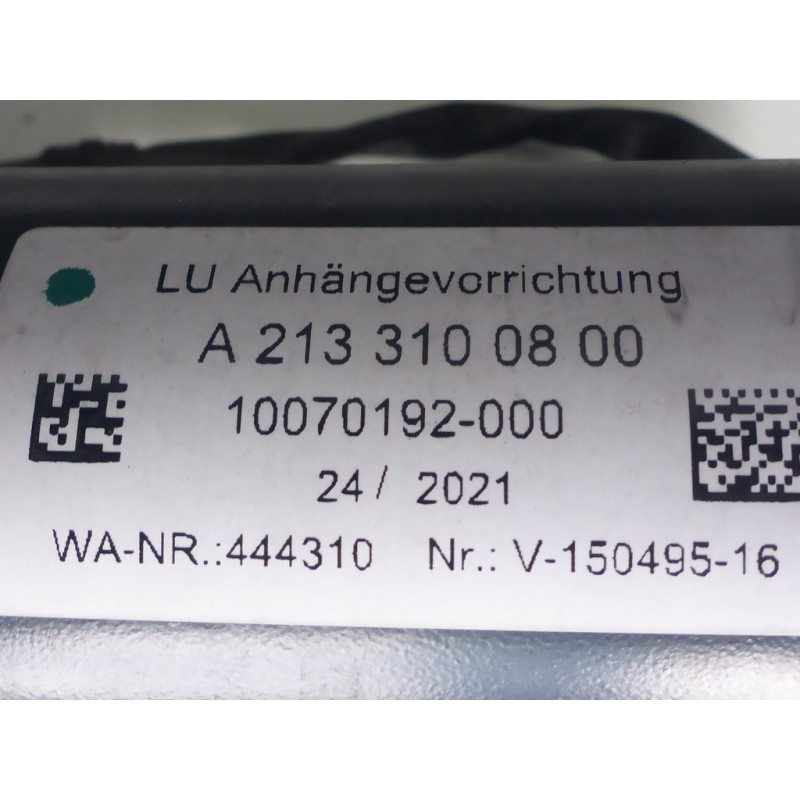 LU Anhängevorrichtung
A 213 310 08 00
10070192-000
24/ 2021
WA-NR.:444310 Nr.: V-150495-16